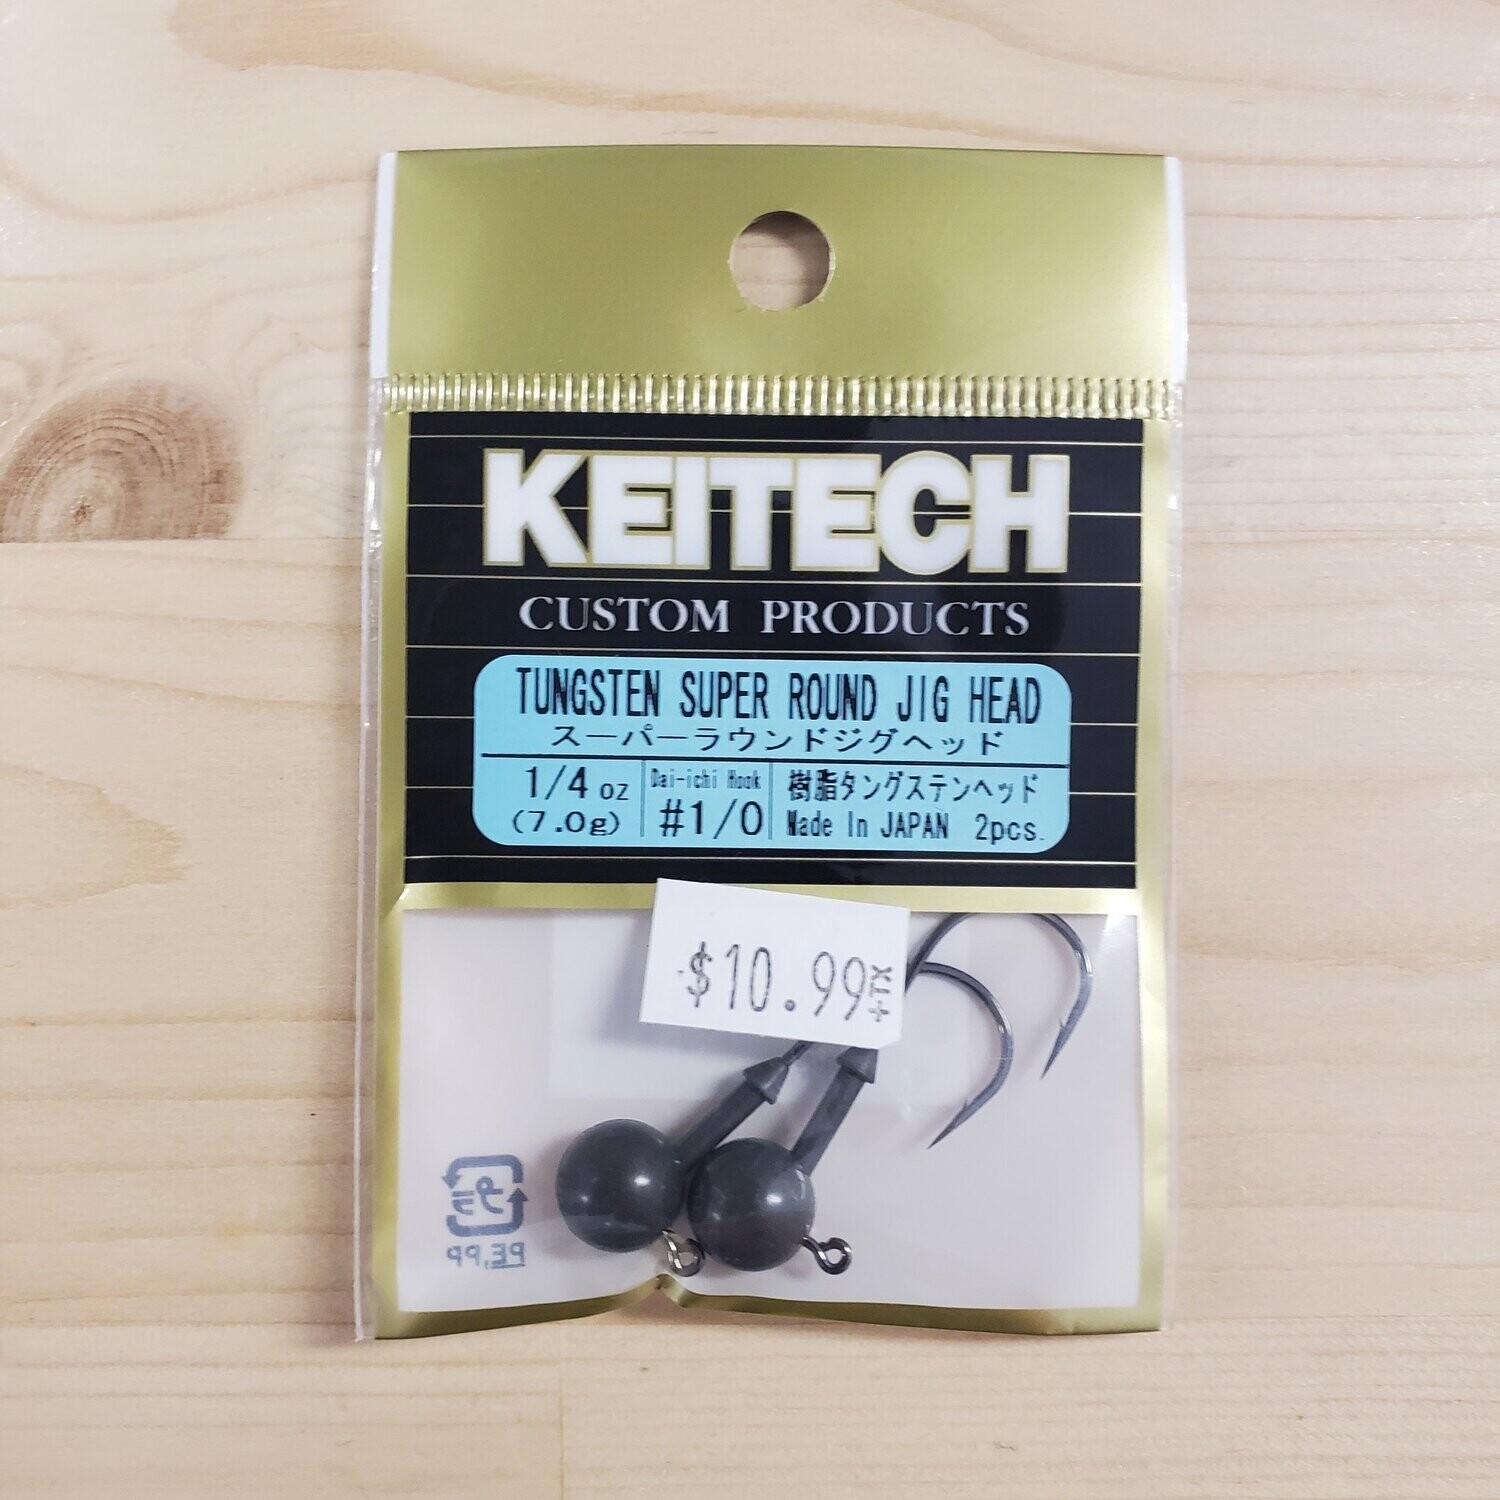 KEITECH
CUSTOM PRODUCTS
TUNGSTEN SUPER ROUND JIG HEAD
スーパーラウンドジグヘッド
1/4 oz
(7.0g)
Dai-ichi Hook
#1/0
樹脂タングステンヘッド
Made In JAPAN 2pcs.
$10.99+TX
プラ
PE,PP